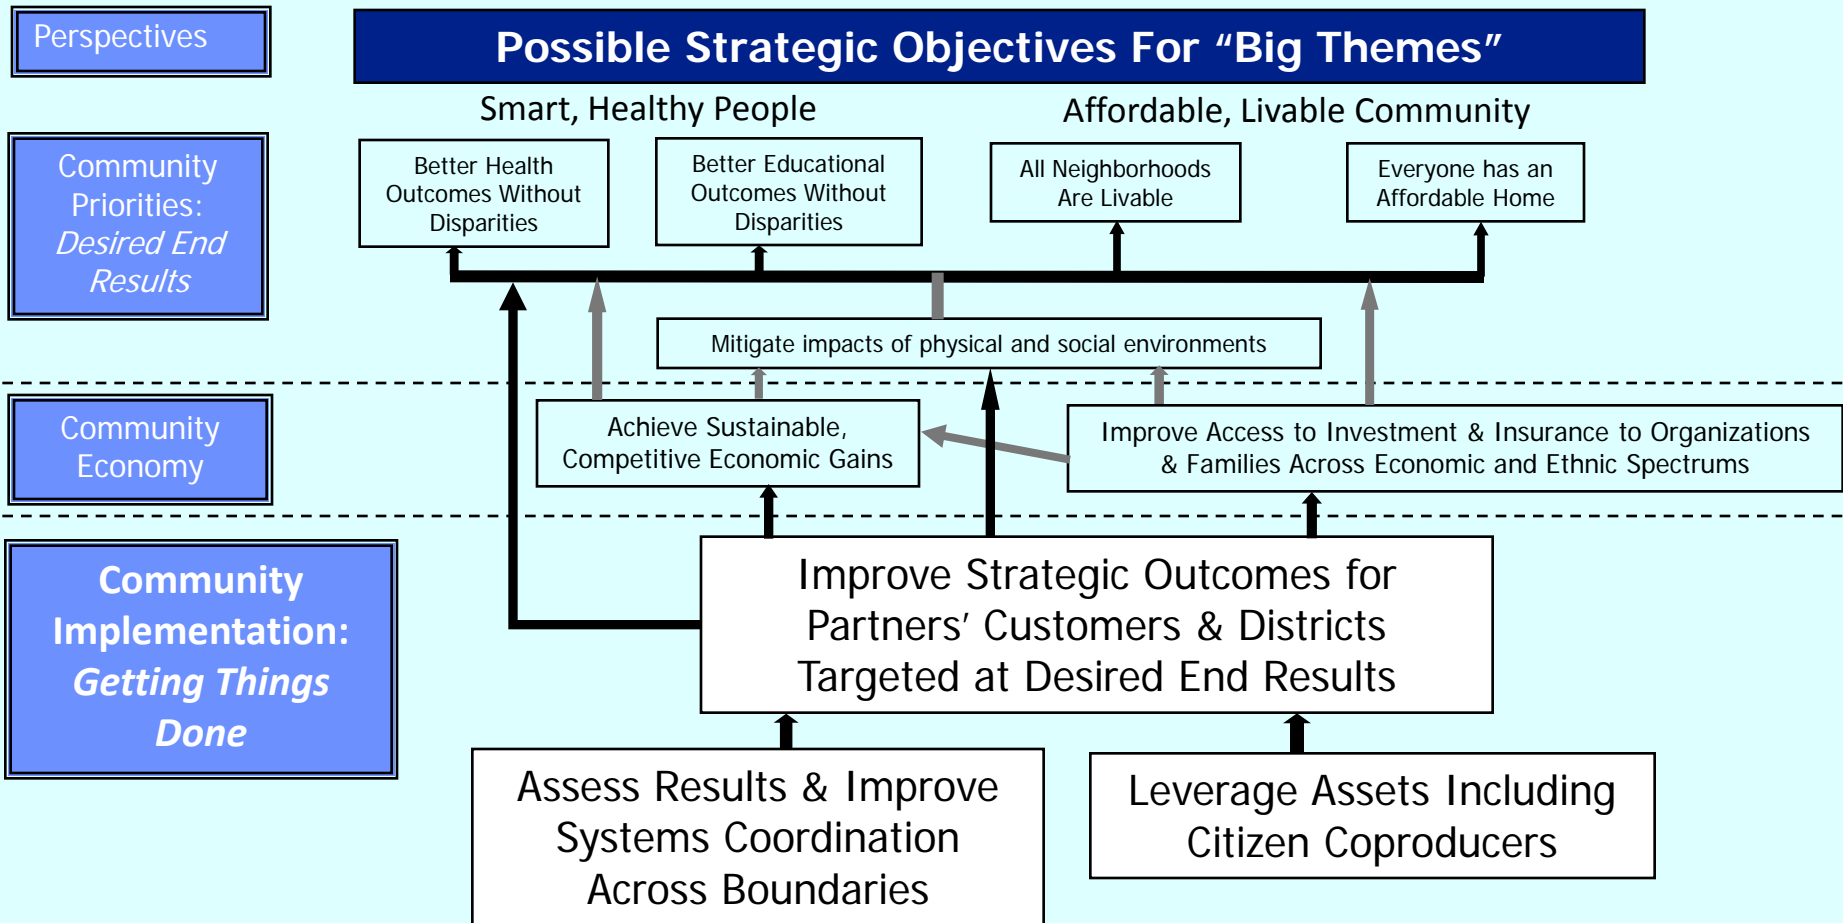 Perspectives
Possible Strategic Objectives For “Big Themes”
Smart, Healthy People
Affordable, Livable Community
Community
Priorities:
Desired End
Results
Better Health
Outcomes Without
Disparities
Better Educational
Outcomes Without
Disparities
All Neighborhoods
Are Livable
Everyone has an
Affordable Home
Mitigate impacts of physical and social environments
Community
Economy
Achieve Sustainable,
Competitive Economic Gains
Improve Access to Investment & Insurance to Organizations
& Families Across Economic and Ethnic Spectrums
Community
Implementation:
Getting Things
Done
Improve Strategic Outcomes for
Partners’ Customers & Districts
Targeted at Desired End Results
Assess Results & Improve
Systems Coordination
Across Boundaries
Leverage Assets Including
Citizen Coproducers